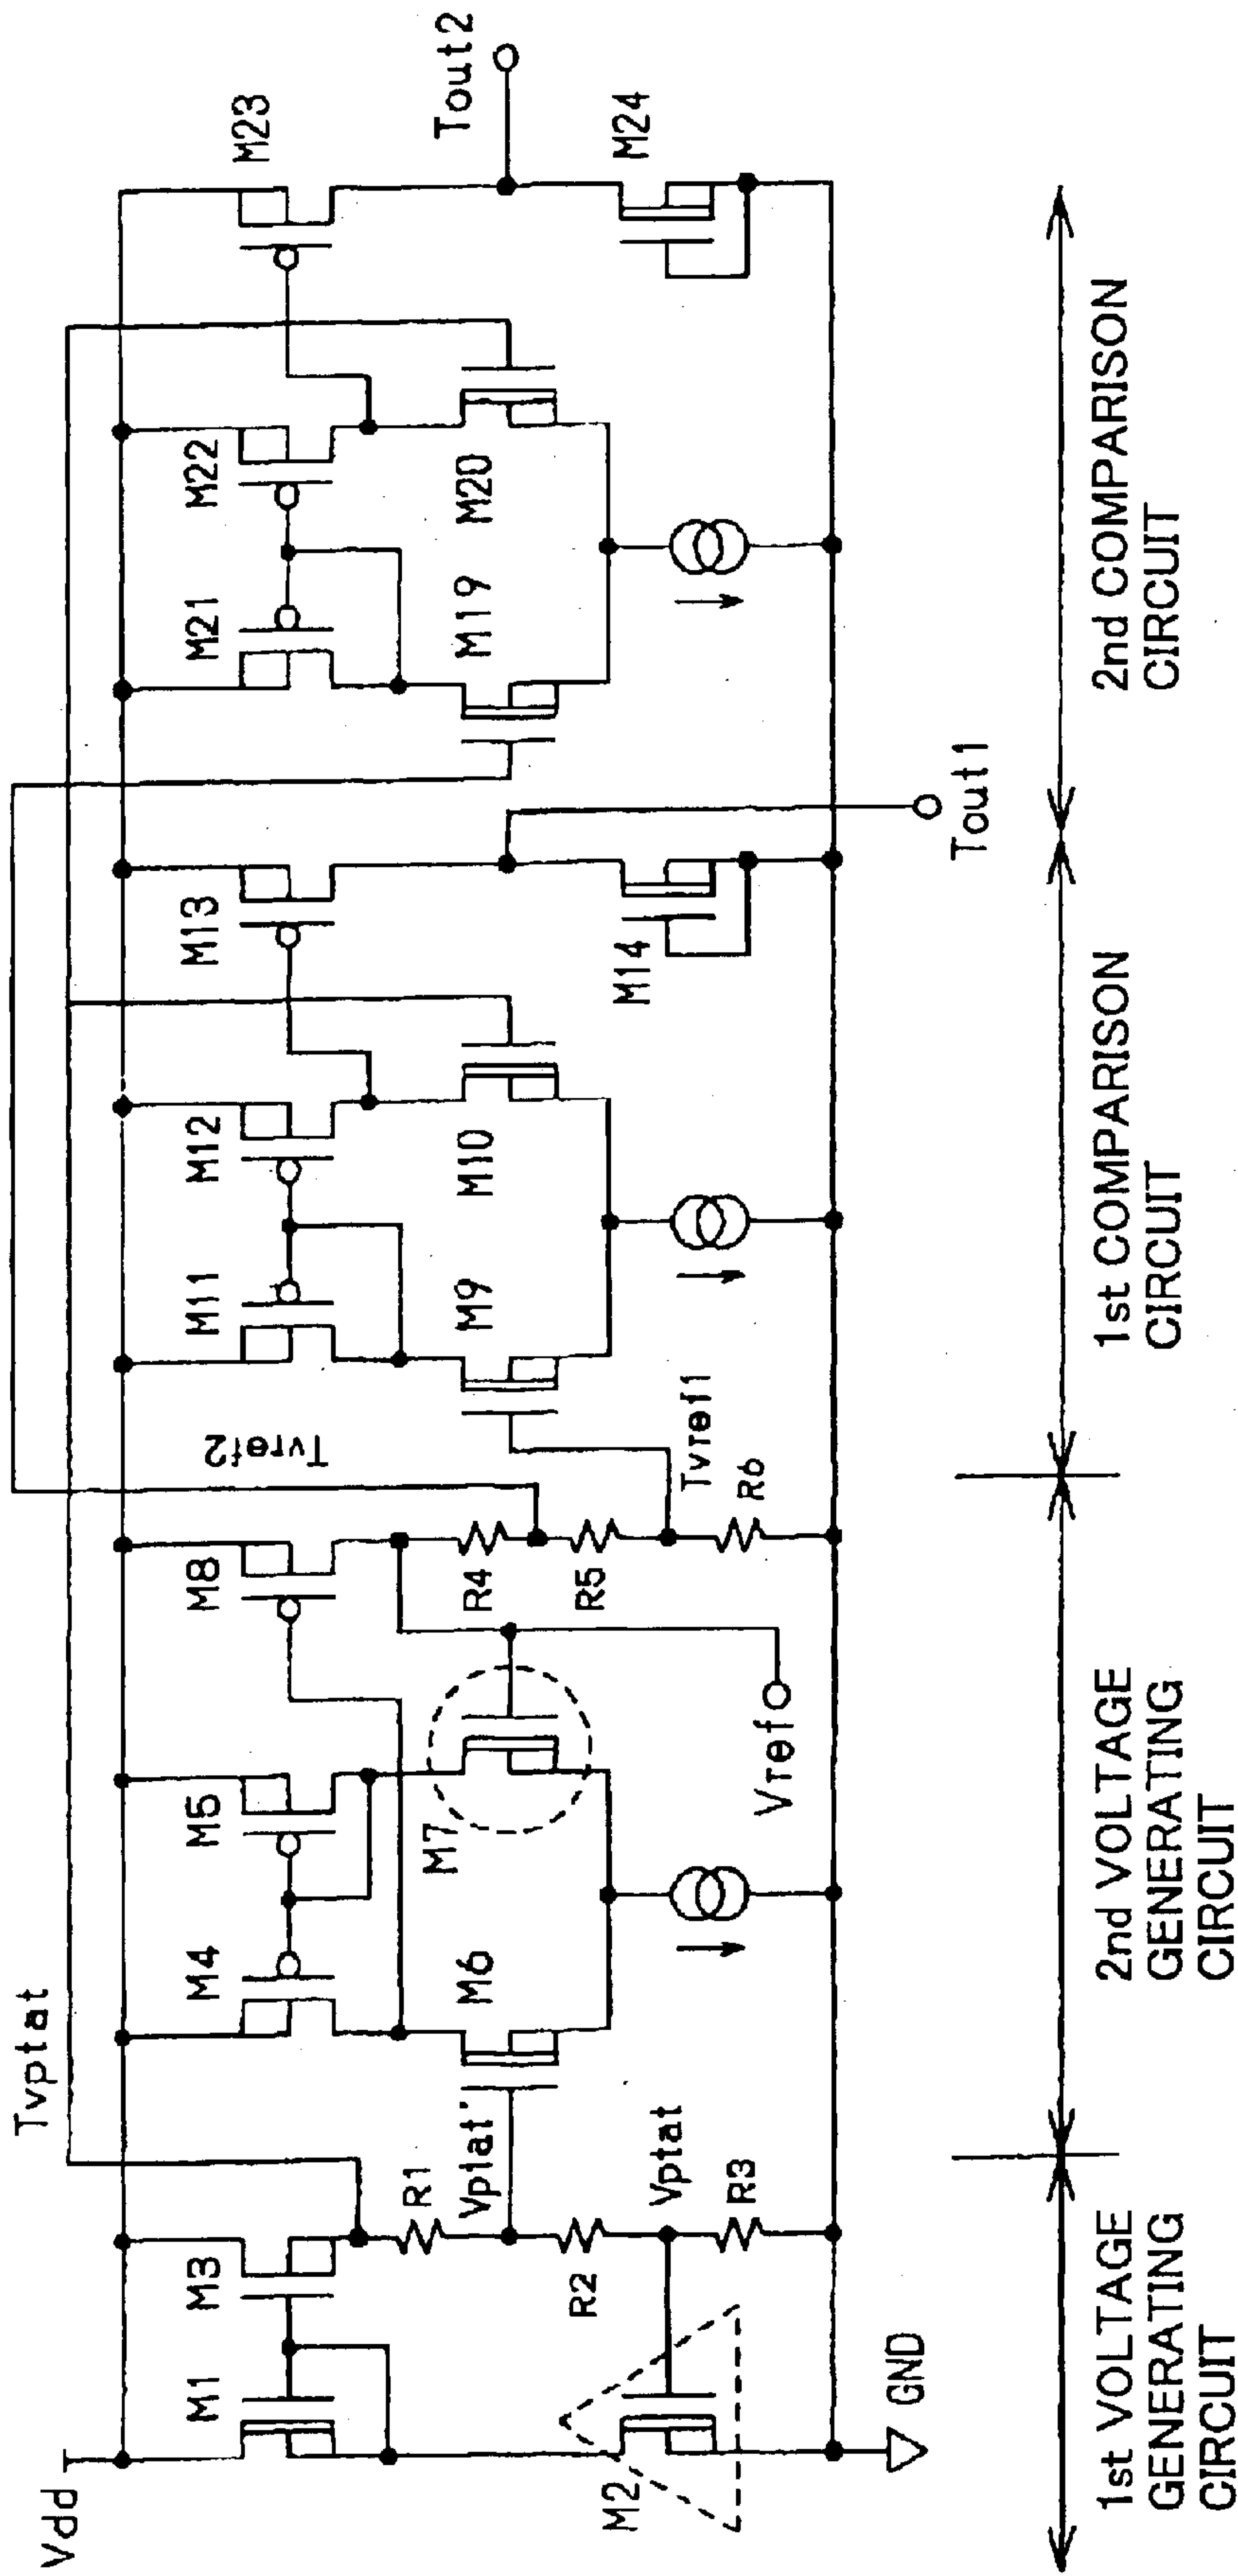 Vdd
Tvptat
Tvref2
Tout2
M1
M3
M4
M5
M8
M11
M12
M13
M21
M22
M23
R1
Vptat'
M6
M7
R4
M9
M10
M19
M20
M2
R2
Vptat
R3
Vref
R5
Tvref1
R6
M14
M24
GND
Tout1
1st VOLTAGE
GENERATING
CIRCUIT
2nd VOLTAGE
GENERATING
CIRCUIT
1st COMPARISON
CIRCUIT
2nd COMPARISON
CIRCUIT